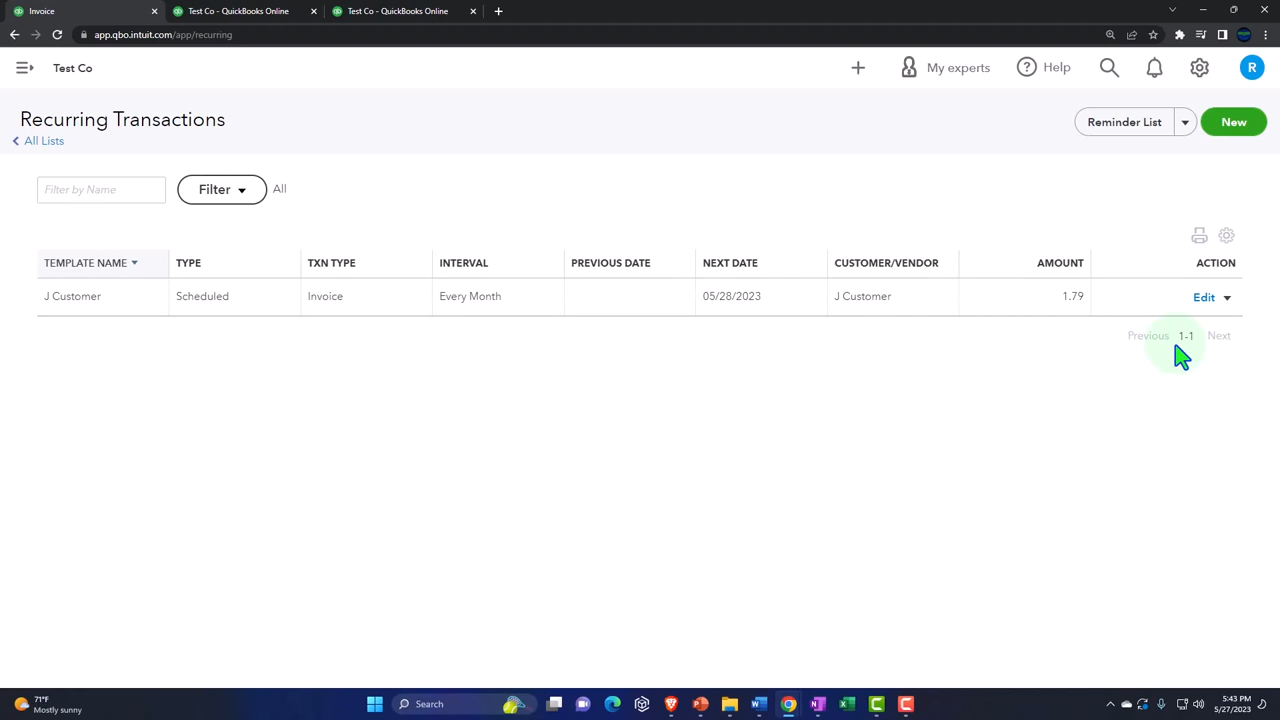 Invoice
Test Co - QuickBooks Online
Test Co - QuickBooks Online
app.qbo.intuit.com/app/recurring
Test Co
My experts
Help
R
Recurring Transactions
All Lists
Reminder List
New
Filter by Name
Filter
All
TEMPLATE NAME TYPE TXN TYPE INTERVAL PREVIOUS DATE NEXT DATE CUSTOMER/VENDOR AMOUNT ACTION
J Customer Scheduled Invoice Every Month 05/28/2023 J Customer 1.79 Edit
Previous 1-1 Next
71°F
Mostly sunny
Search
5:43 PM
5/27/2023